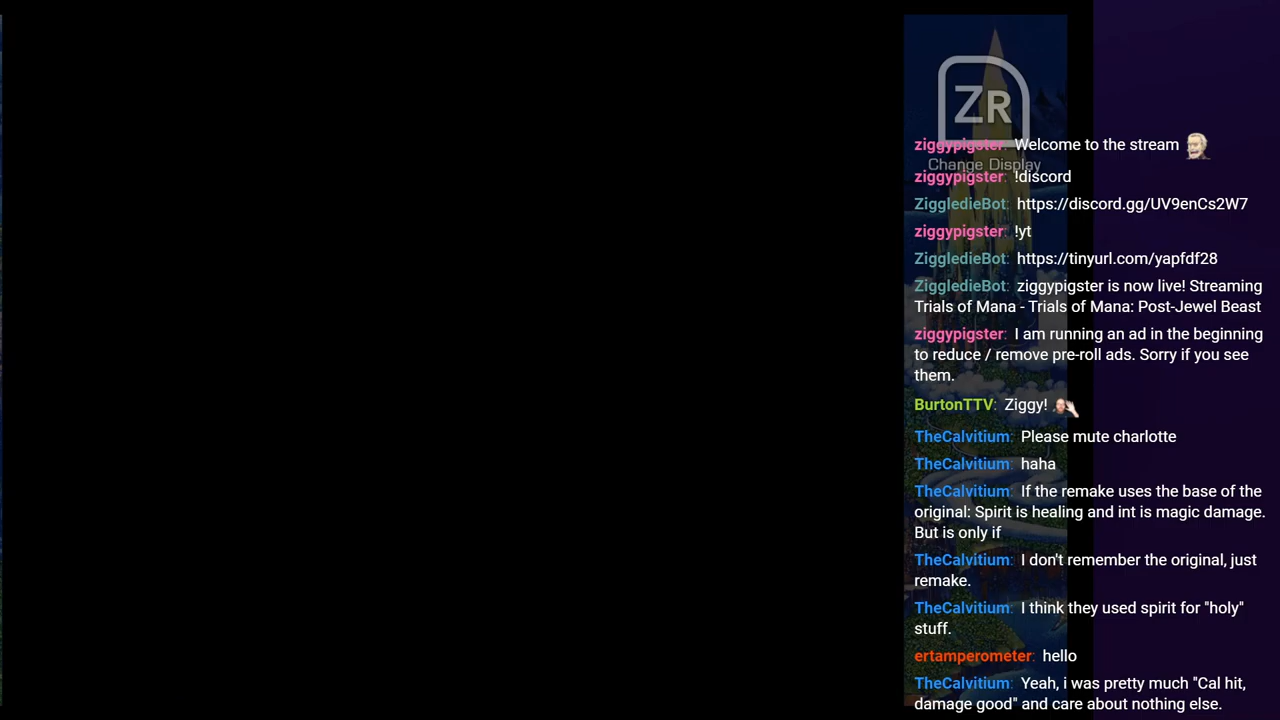 ZR
Change Display
ziggypigster: Welcome to the stream
ziggypigster: !discord
ZiggledieBot: https://discord.gg/UV9enCs2W7
ziggypigster: !yt
ZiggledieBot: https://tinyurl.com/yapfdf28
ZiggledieBot: ziggypigster is now live! Streaming
Trials of Mana - Trials of Mana: Post-Jewel Beast
ziggypigster: I am running an ad in the beginning
to reduce / remove pre-roll ads. Sorry if you see
them.
BurtonTTV: Ziggy!
TheCalvitium: Please mute charlotte
TheCalvitium: haha
TheCalvitium: If the remake uses the base of the
original: Spirit is healing and int is magic damage.
But is only if
TheCalvitium: I don't remember the original, just
remake.
TheCalvitium: I think they used spirit for "holy"
stuff.
ertamperometer: hello
TheCalvitium: Yeah, i was pretty much "Cal hit,
damage good" and care about nothing else.